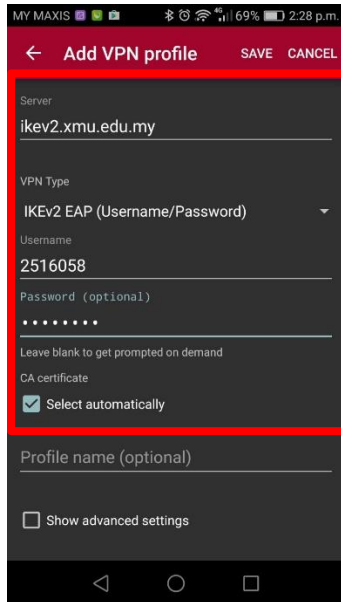 MY MAXIS 4G 69% 2:28 p.m.
Add VPN profile SAVE CANCEL
Server
ikev2.xmu.edu.my
VPN Type
IKEv2 EAP (Username/Password)
Username
2516058
Password (optional)
••••••••
Leave blank to get prompted on demand
CA certificate
Select automatically
Profile name (optional)
Show advanced settings